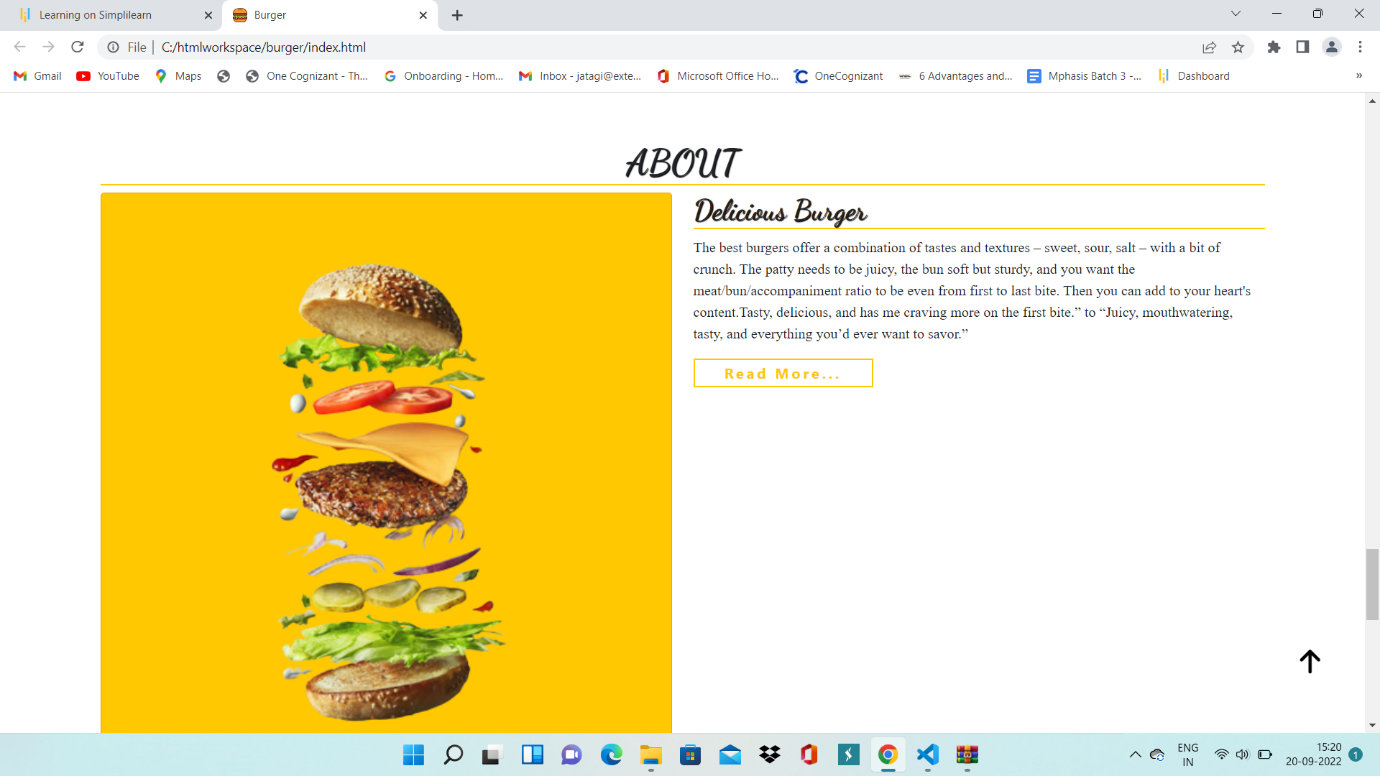 Learning on Simplilearn
Burger
File | C:/htmlworkspace/burger/index.html
Gmail
YouTube
Maps
One Cognizant - Th...
Onboarding - Hom...
Inbox - jatagi@exte...
Microsoft Office Ho...
OneCognizant
6 Advantages and...
Mphasis Batch 3 -...
Dashboard
»
ABOUT
Delicious Burger
The best burgers offer a combination of tastes and textures – sweet, sour, salt – with a bit of
crunch. The patty needs to be juicy, the bun soft but sturdy, and you want the
meat/bun/accompaniment ratio to be even from first to last bite. Then you can add to your heart's
content.Tasty, delicious, and has me craving more on the first bite.” to “Juicy, mouthwatering,
tasty, and everything you’d ever want to savor.”
Read More...
ENG
IN
15:20
20-09-2022
1